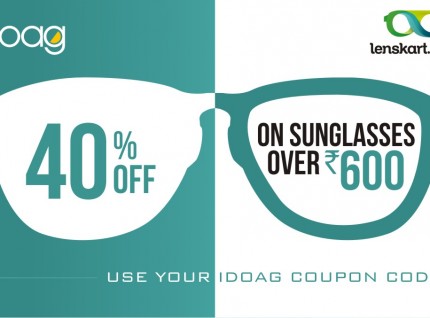 oag
lenskart.
40% OFF
ON SUNGLASSES
OVER ₹600
USE YOUR IDOAG COUPON COD